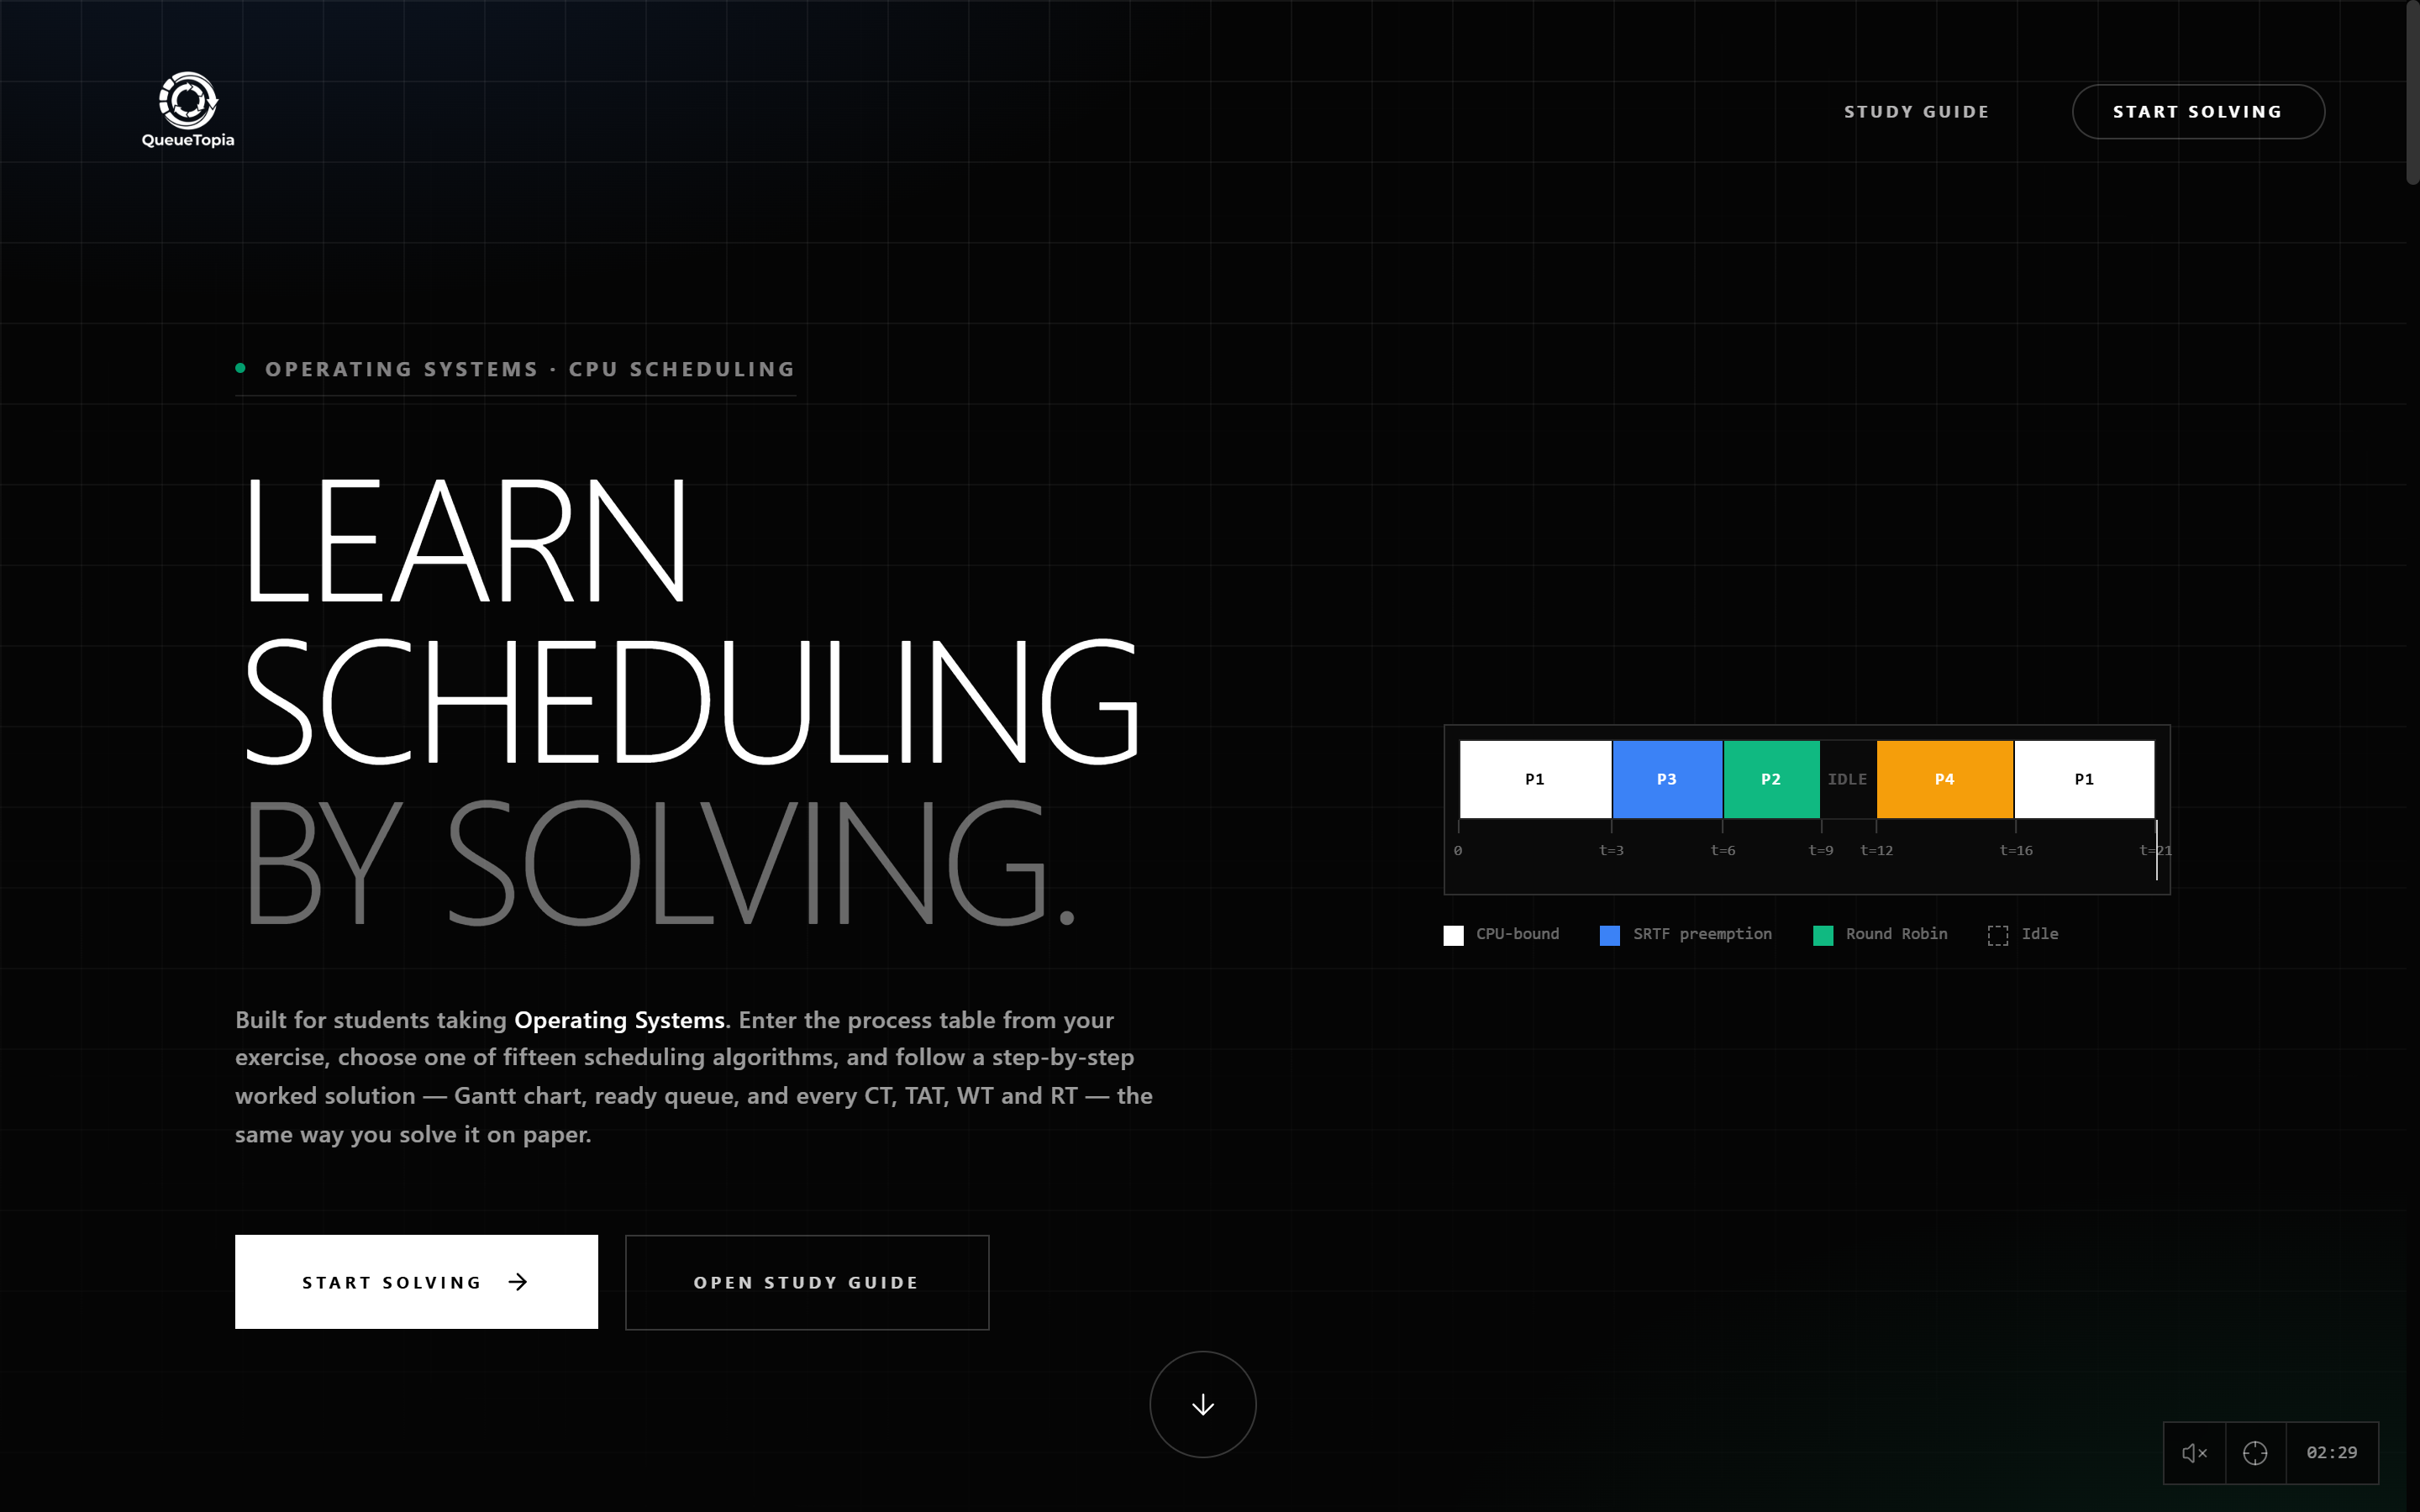 QueueTopia
STUDY GUIDE
START SOLVING
OPERATING SYSTEMS · CPU SCHEDULING
LEARN
SCHEDULING
BY SOLVING.
P1 P3 P2 IDLE P4 P1
0 t=3 t=6 t=9 t=12 t=16 t=21
CPU-bound SRTF preemption Round Robin Idle
Built for students taking Operating Systems. Enter the process table from your
exercise, choose one of fifteen scheduling algorithms, and follow a step-by-step
worked solution — Gantt chart, ready queue, and every CT, TAT, WT and RT — the
same way you solve it on paper.
START SOLVING
OPEN STUDY GUIDE
02:29